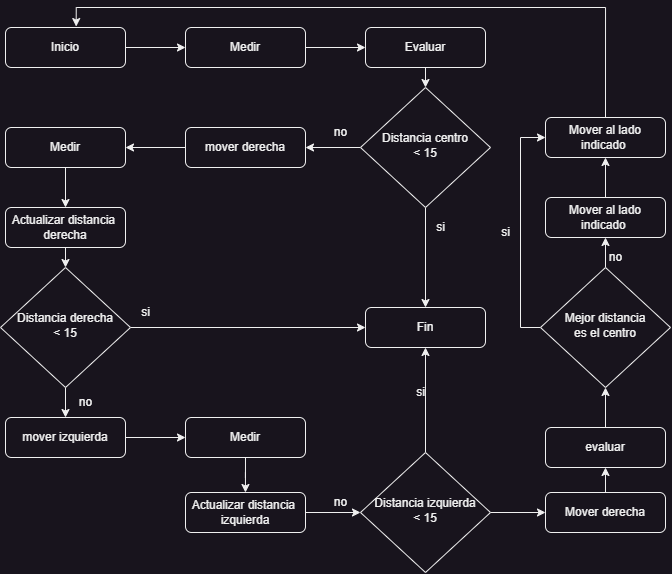 Inicio
Medir
Evaluar
Distancia centro
< 15
no
mover derecha
Medir
Actualizar distancia
derecha
Distancia derecha
< 15
si
si
Fin
no
mover izquierda
Medir
Actualizar distancia
izquierda
no
Distancia izquierda
< 15
si
Mover derecha
evaluar
Mejor distancia
es el centro
no
si
Mover al lado
indicado
Mover al lado
indicado